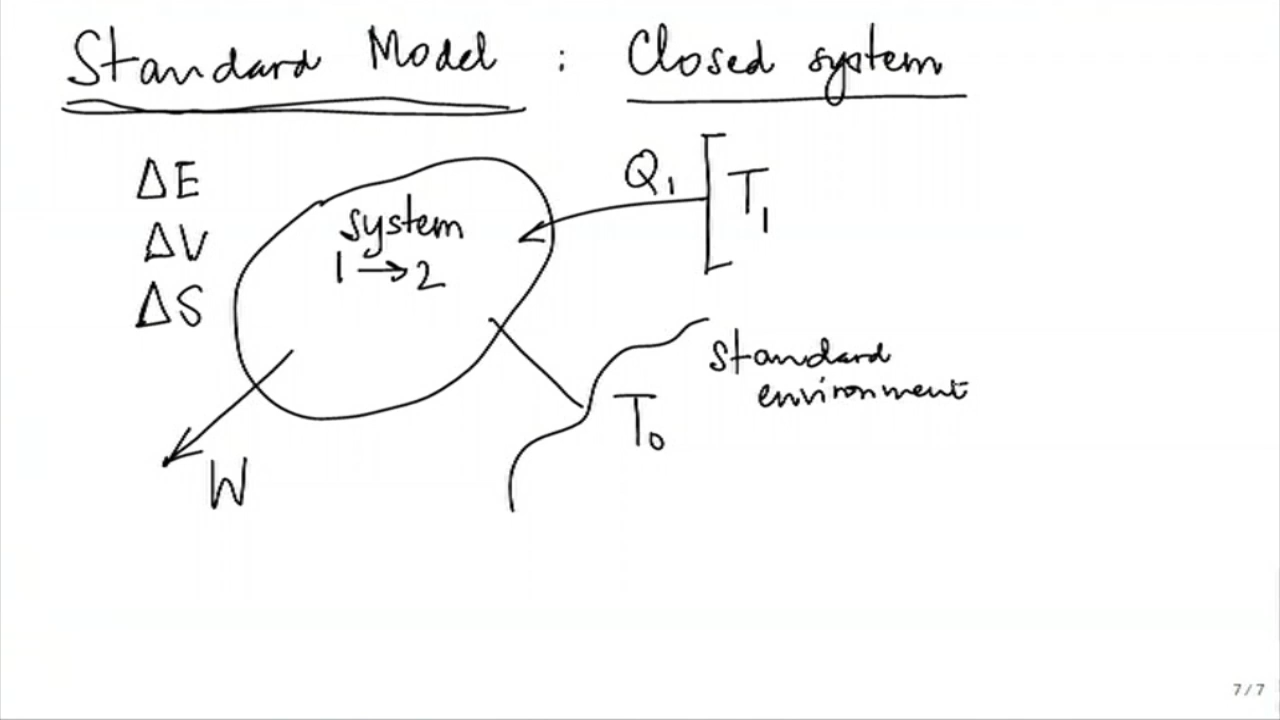 Standard Model : Closed system
ΔE
ΔV
ΔS
system
1 → 2
Q₁
T₁
standard
environment
T₀
W
7 / 7